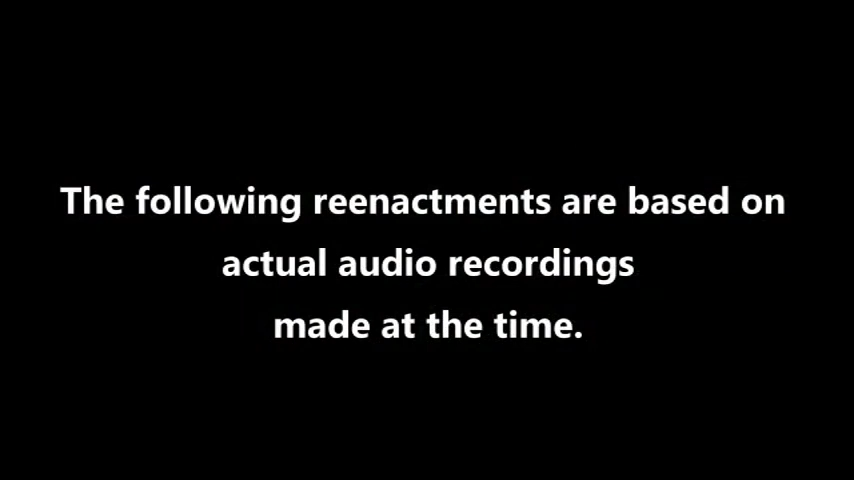 The following reenactments are based on
actual audio recordings
made at the time.